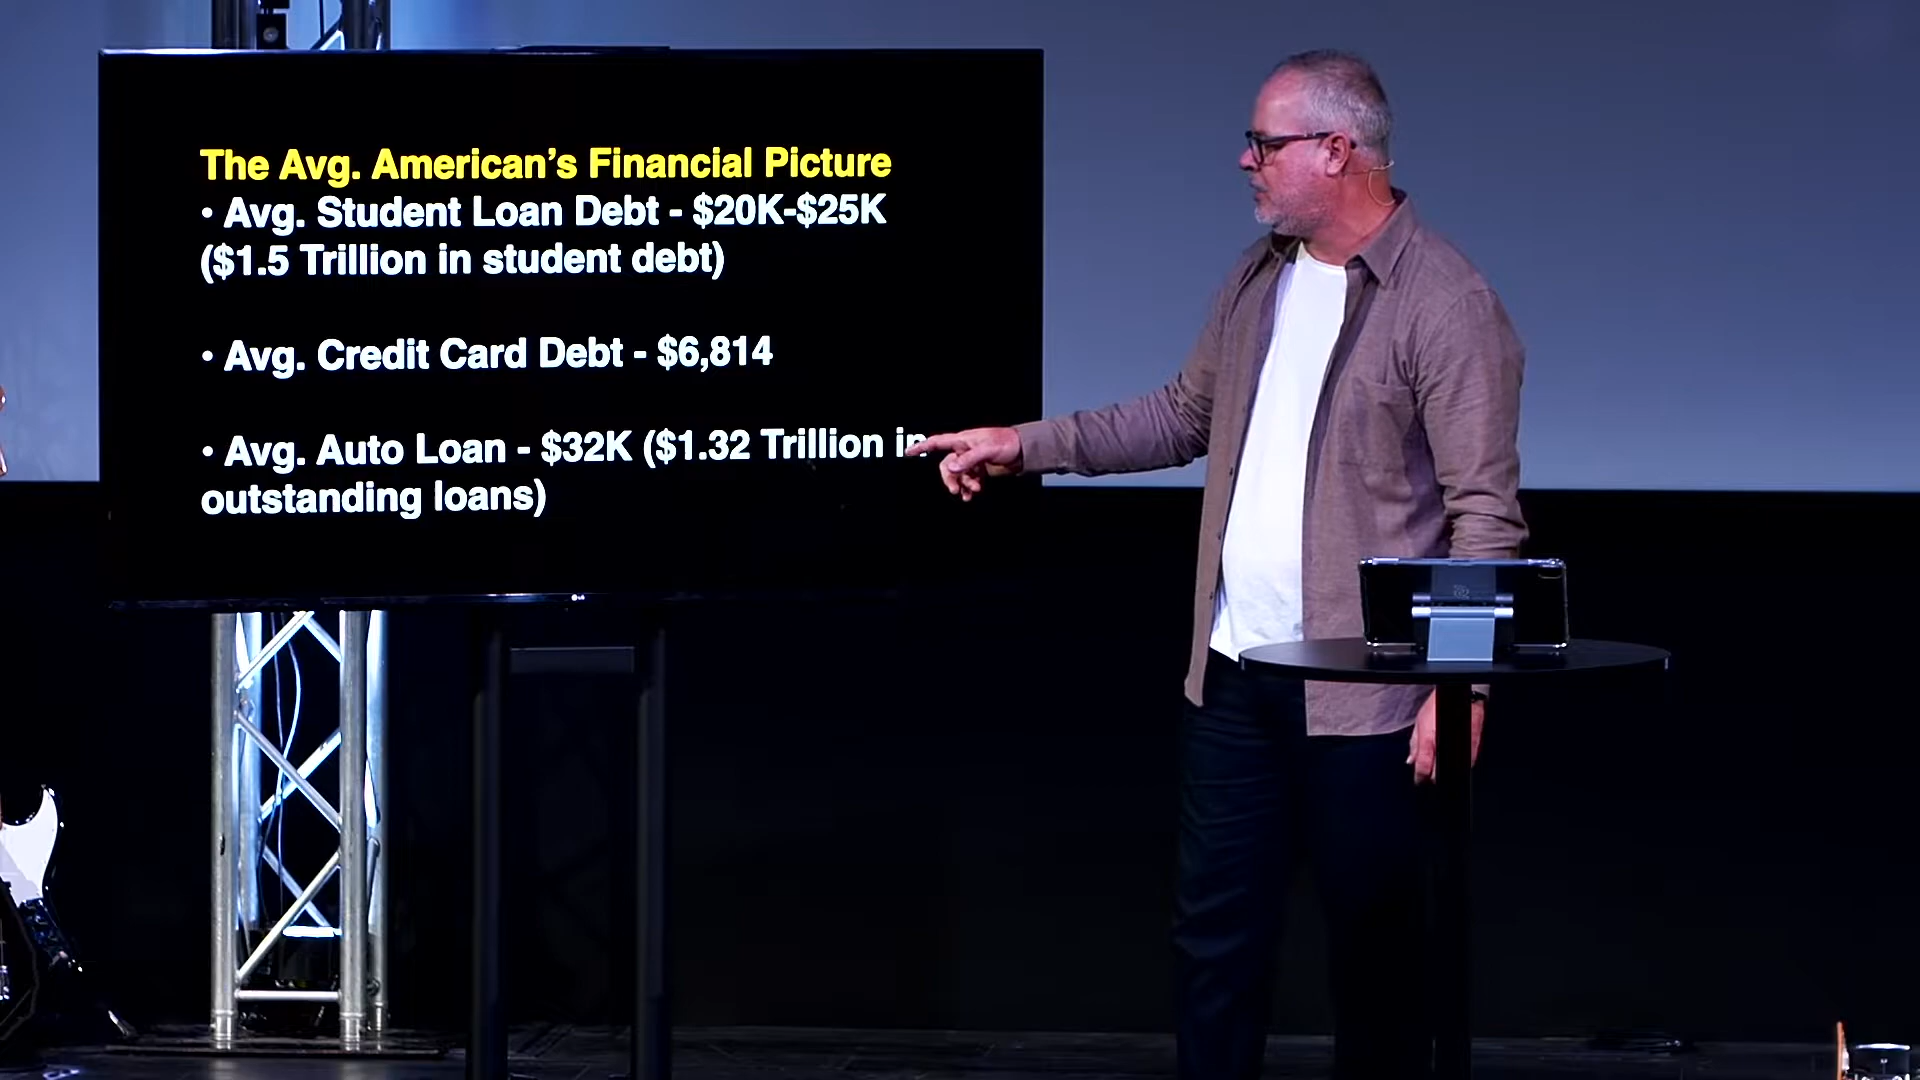 The Avg. American’s Financial Picture
• Avg. Student Loan Debt - $20K-$25K
($1.5 Trillion in student debt)
• Avg. Credit Card Debt - $6,814
• Avg. Auto Loan - $32K ($1.32 Trillion in
outstanding loans)
LG